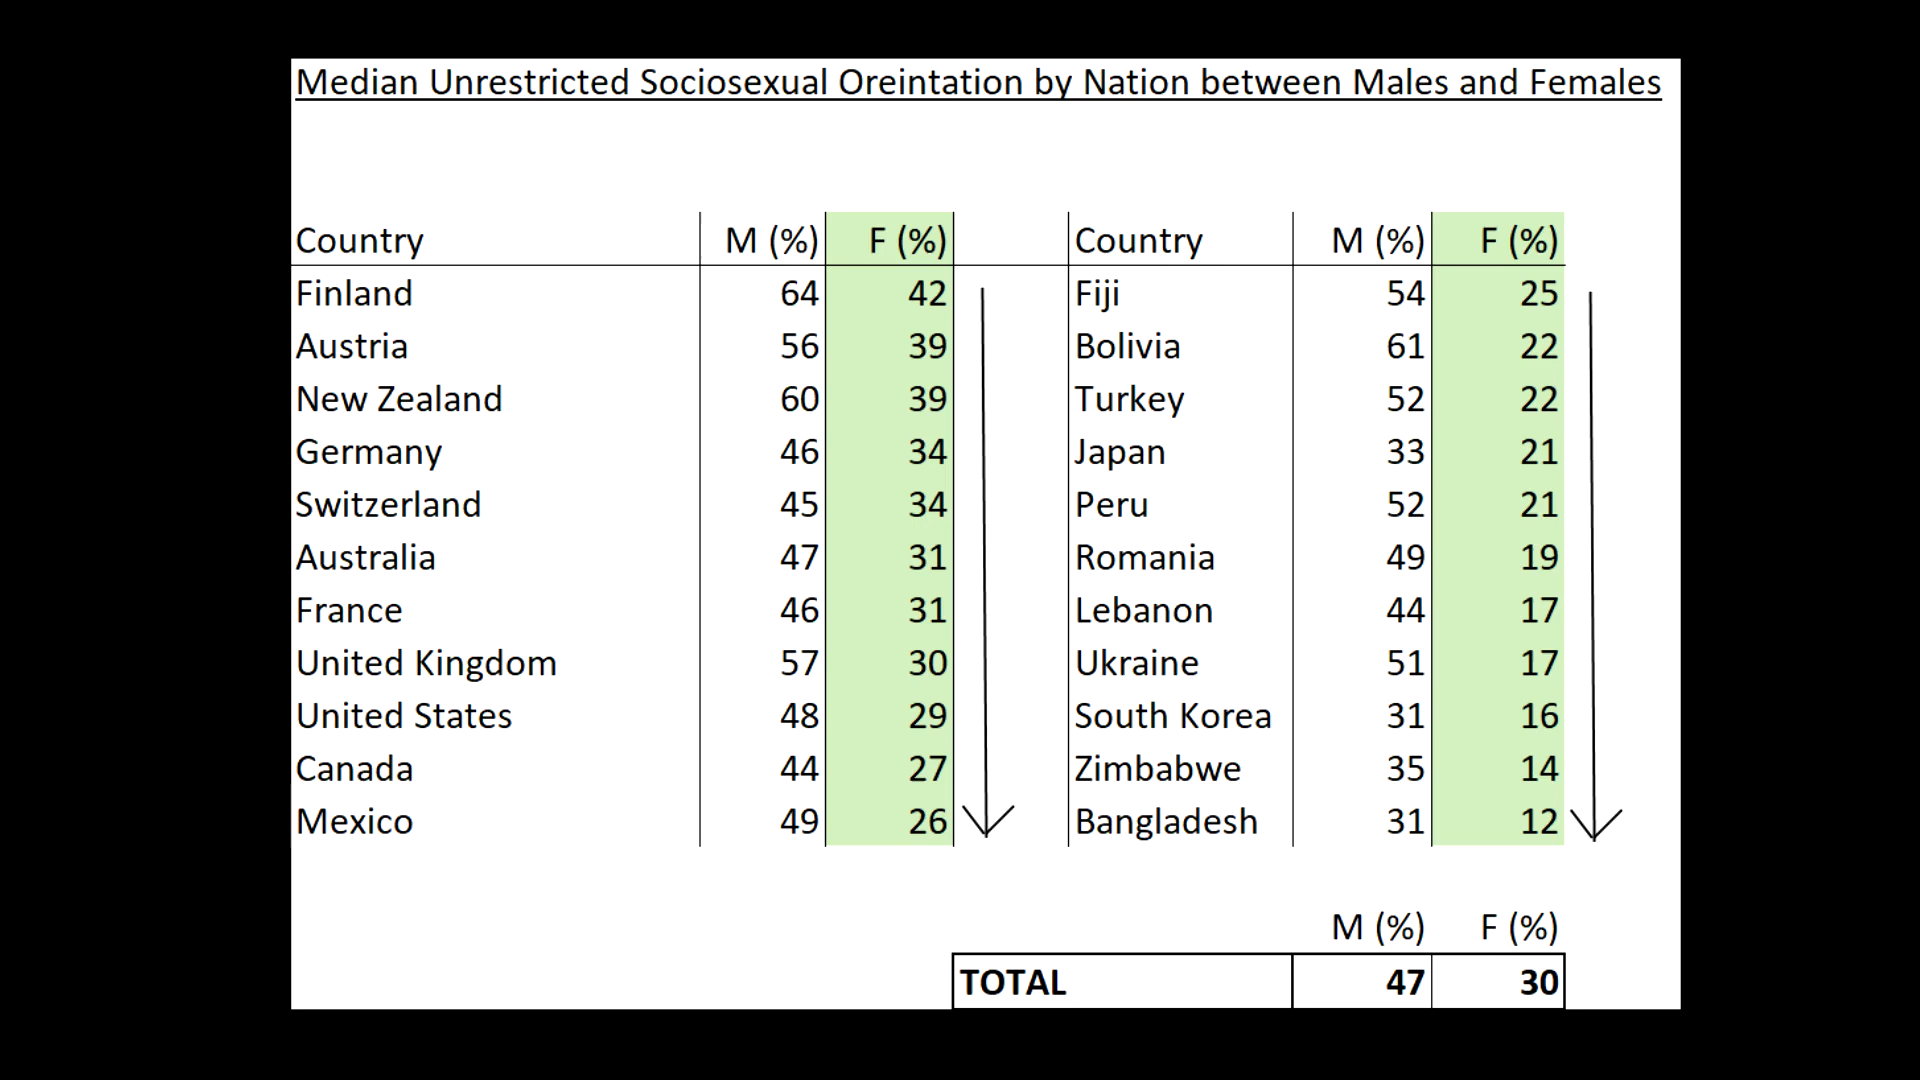 Median Unrestricted Sociosexual Oreintation by Nation between Males and Females
Country M (%) F (%) Country M (%) F (%)
Finland 64 42 Fiji 54 25
Austria 56 39 Bolivia 61 22
New Zealand 60 39 Turkey 52 22
Germany 46 34 Japan 33 21
Switzerland 45 34 Peru 52 21
Australia 47 31 Romania 49 19
France 46 31 Lebanon 44 17
United Kingdom 57 30 Ukraine 51 17
United States 48 29 South Korea 31 16
Canada 44 27 Zimbabwe 35 14
Mexico 49 26 Bangladesh 31 12
M (%) F (%)
TOTAL 47 30